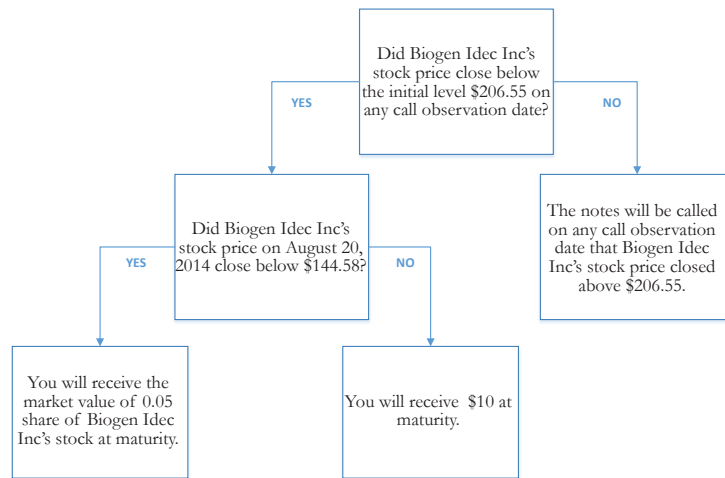 Did Biogen Idec Inc's
stock price close below
the initial level $206.55 on
any call observation date?
YES
NO
Did Biogen Idec Inc's
stock price on August 20,
2014 close below $144.58?
The notes will be called
on any call observation
date that Biogen Idec
Inc's stock price closed
above $206.55.
YES
NO
You will receive the
market value of 0.05
share of Biogen Idec
Inc's stock at maturity.
You will receive $10 at
maturity.